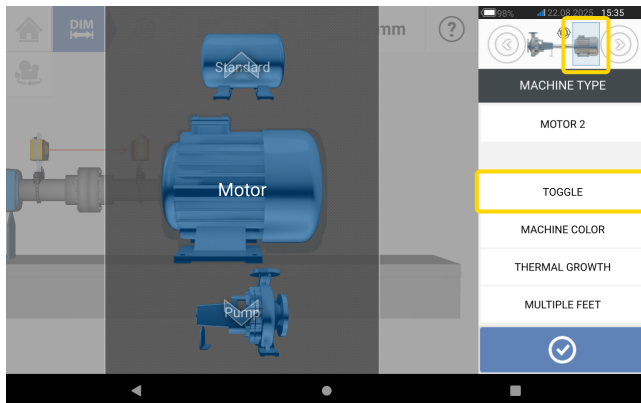 98% 22.08.2025 15:35
DIM
mm
?
Standard
Motor
Pump
MACHINE TYPE
MOTOR 2
TOGGLE
MACHINE COLOR
THERMAL GROWTH
MULTIPLE FEET